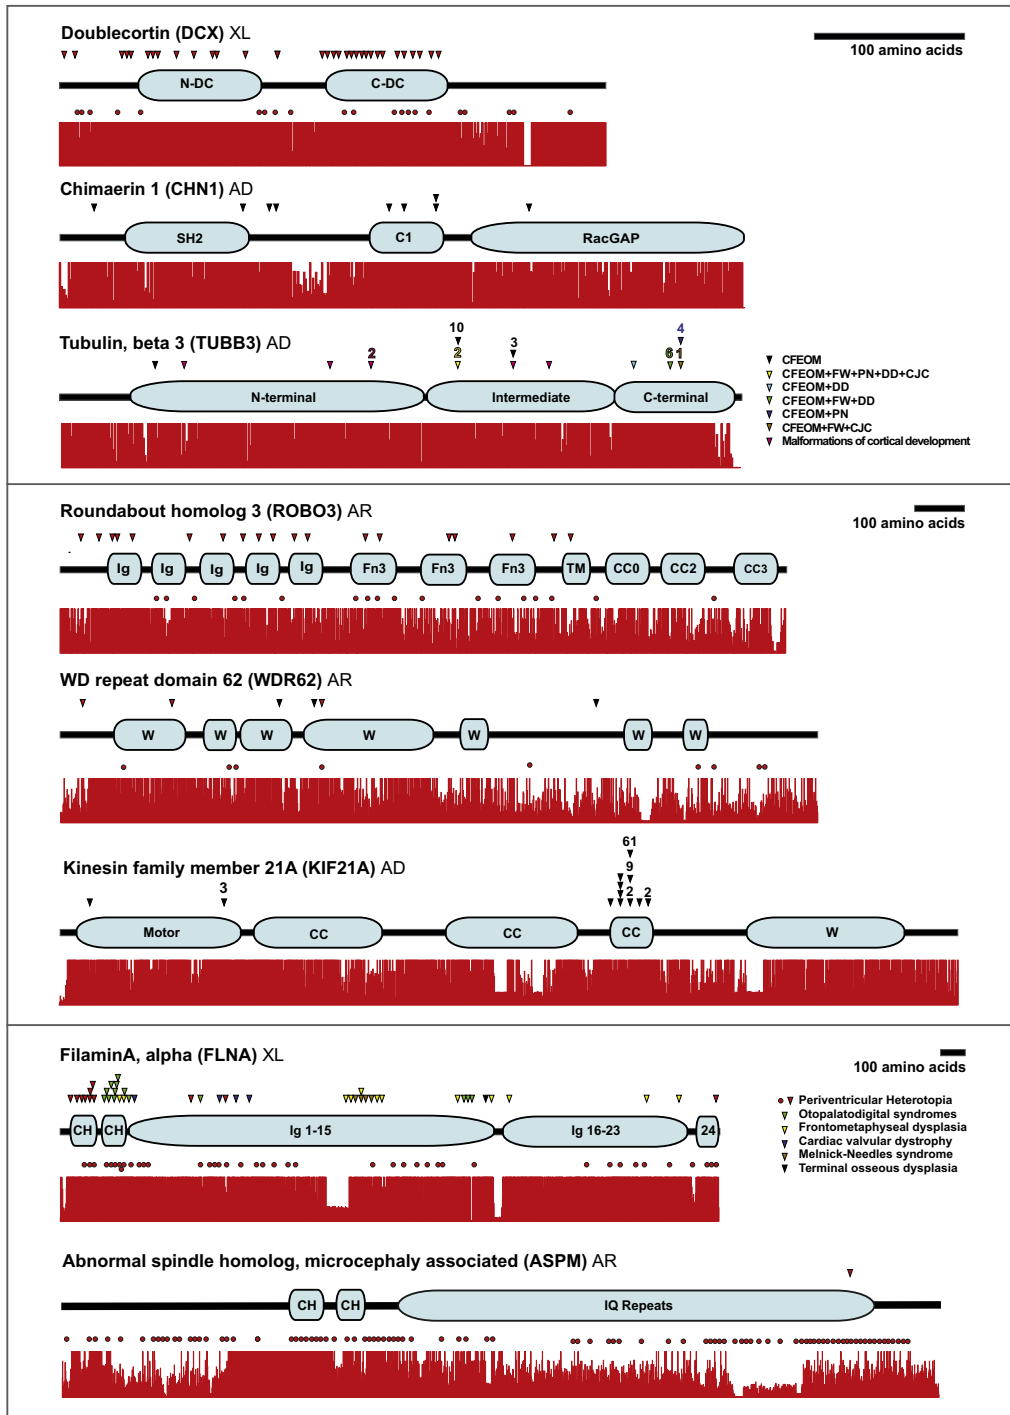 Doublecortin (DCX) XL
100 amino acids
N-DC C-DC
Chimaerin 1 (CHN1) AD
SH2 C1 RacGAP
Tubulin, beta 3 (TUBB3) AD
10 4
3
2 2 6 1
N-terminal Intermediate C-terminal
CFEOM
CFEOM+FW+PN+DD+CJC
CFEOM+DD
CFEOM+FW+DD
CFEOM+PN
CFEOM+FW+CJC
Malformations of cortical development
Roundabout homolog 3 (ROBO3) AR
100 amino acids
Ig Ig Ig Ig Ig Fn3 Fn3 Fn3 TM CC0 CC2 CC3
WD repeat domain 62 (WDR62) AR
W W W W W W W
Kinesin family member 21A (KIF21A) AD
61
9
3 2 2
Motor CC CC CC W
FilaminA, alpha (FLNA) XL
100 amino acids
CH CH Ig 1-15 Ig 16-23 24
Periventricular Heterotopia
Otopalatodigital syndromes
Frontometaphyseal dysplasia
Cardiac valvular dystrophy
Melnick-Needles syndrome
Terminal osseous dysplasia
Abnormal spindle homolog, microcephaly associated (ASPM) AR
CH CH IQ Repeats